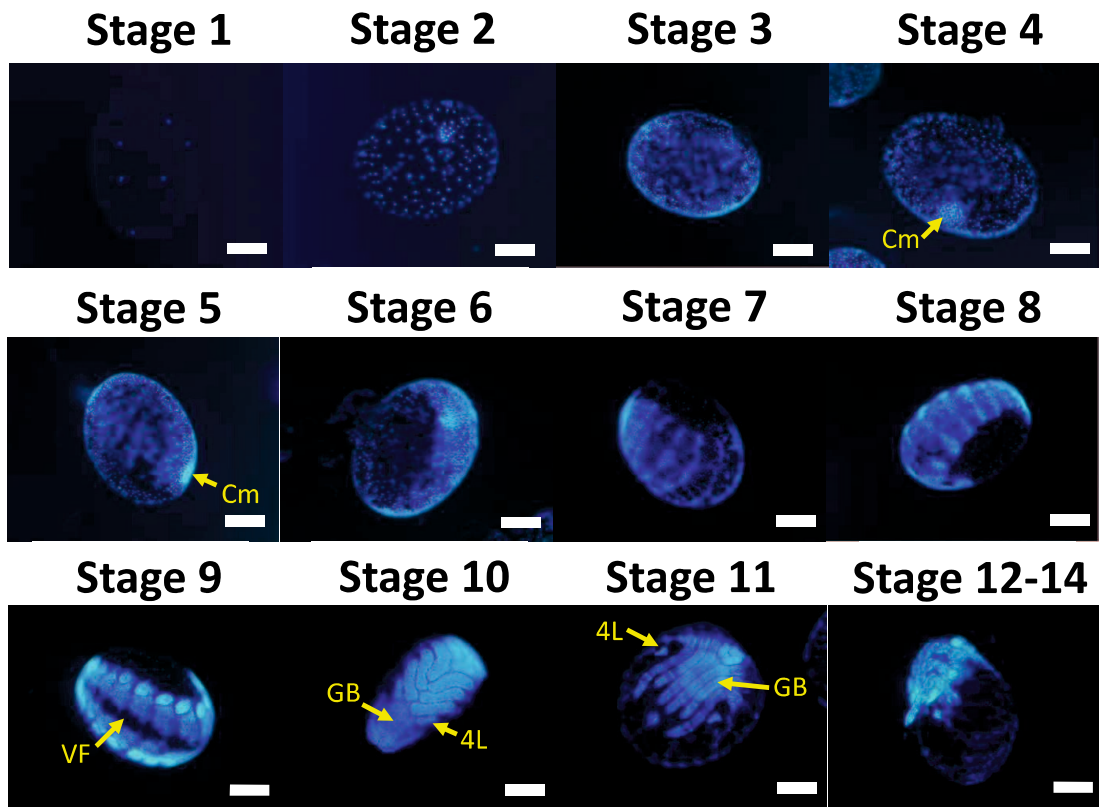 Stage 1
Stage 2
Stage 3
Stage 4
Cm
Stage 5
Stage 6
Stage 7
Stage 8
Cm
Stage 9
Stage 10
Stage 11
Stage 12-14
VF
GB
4L
4L
GB